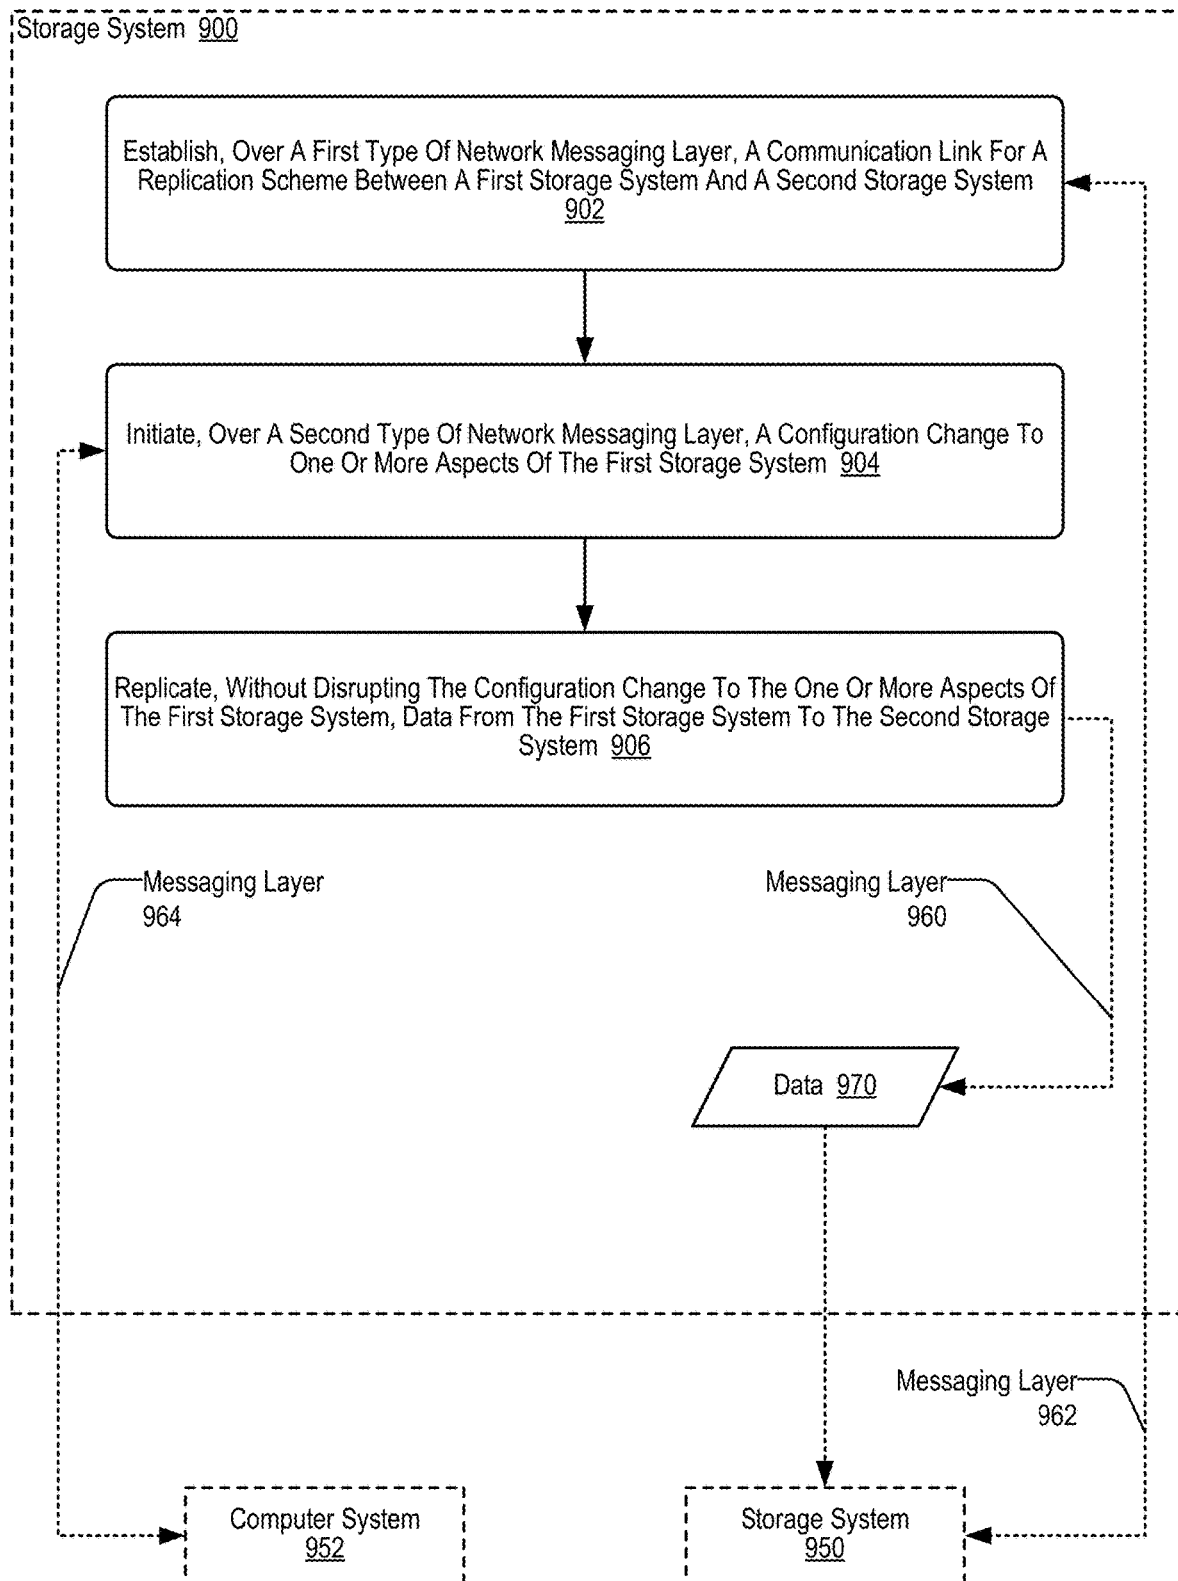 Storage System 900
Establish, Over A First Type Of Network Messaging Layer, A Communication Link For A
Replication Scheme Between A First Storage System And A Second Storage System
902
Initiate, Over A Second Type Of Network Messaging Layer, A Configuration Change To
One Or More Aspects Of The First Storage System 904
Replicate, Without Disrupting The Configuration Change To The One Or More Aspects Of
The First Storage System, Data From The First Storage System To The Second Storage
System 906
Messaging Layer
964
Messaging Layer
960
Data 970
Messaging Layer
962
Computer System
952
Storage System
950